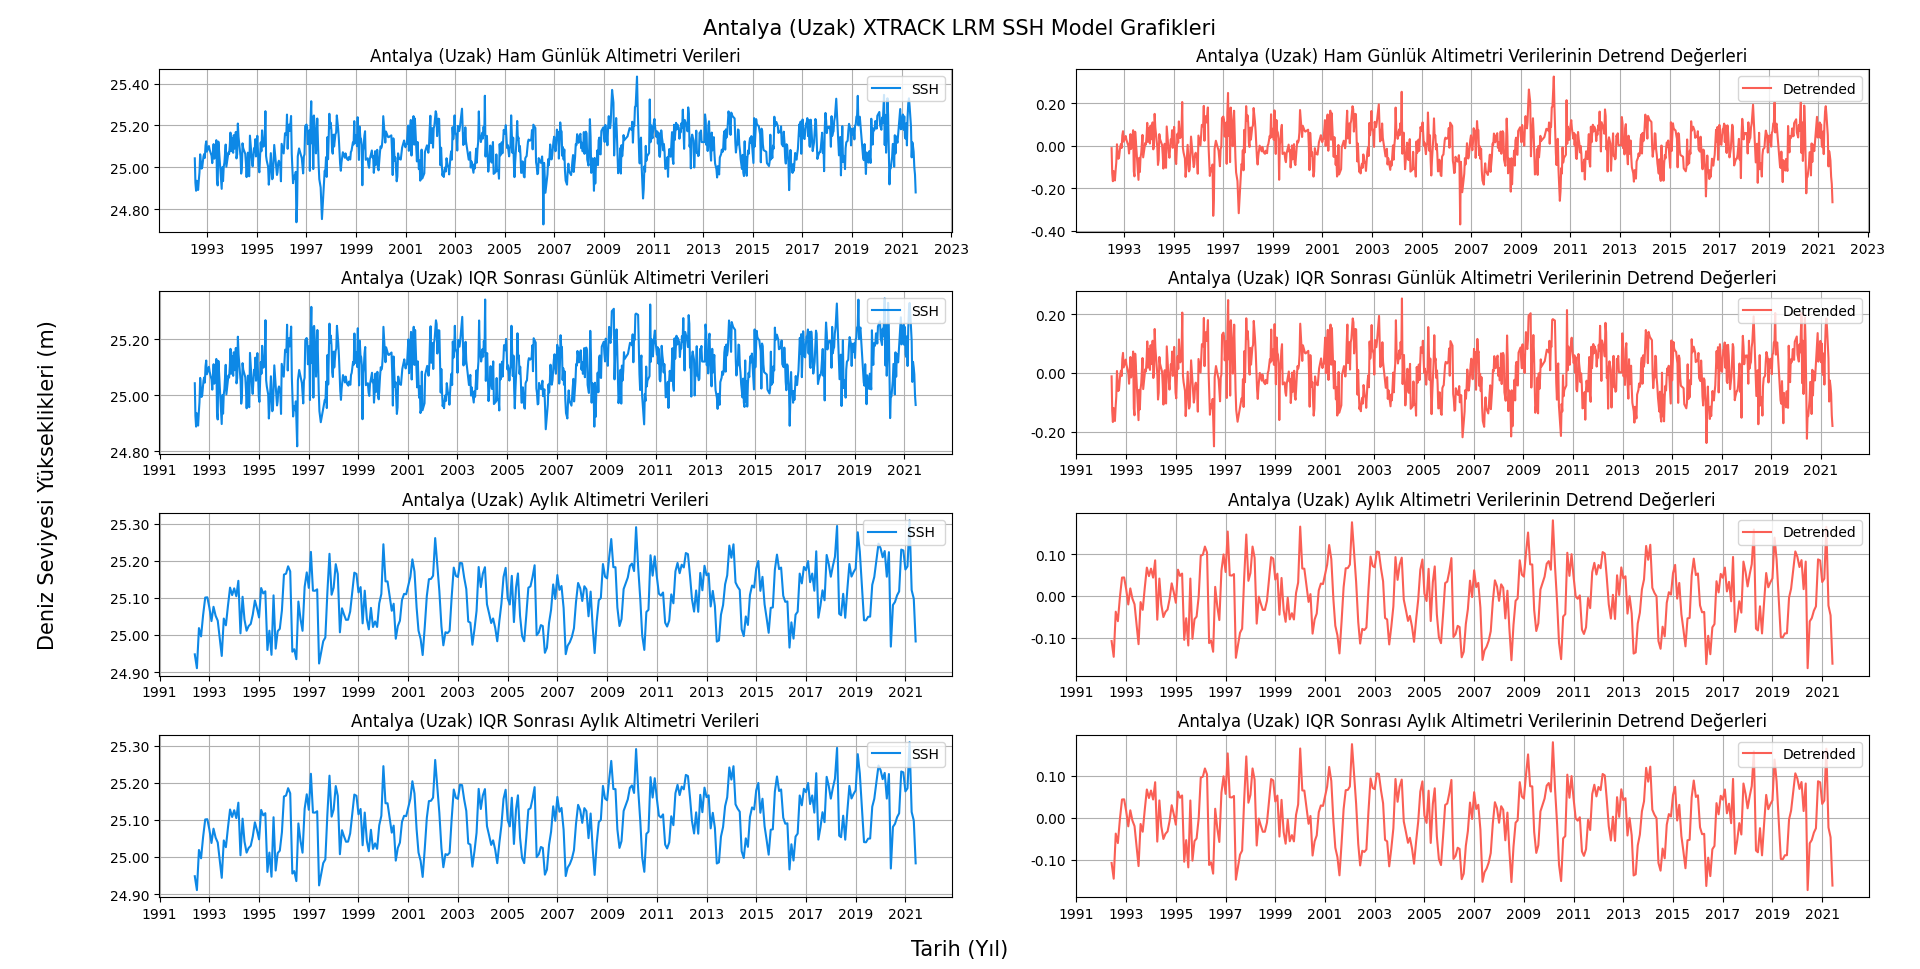 Antalya (Uzak) XTRACK LRM SSH Model Grafikleri
Antalya (Uzak) Ham Günlük Altimetri Verileri
25.40
25.20
25.00
24.80
SSH
1993 1995 1997 1999 2001 2003 2005 2007 2009 2011 2013 2015 2017 2019 2021 2023
Antalya (Uzak) Ham Günlük Altimetri Verilerinin Detrend Değerleri
0.20
0.00
-0.20
-0.40
Detrended
1993 1995 1997 1999 2001 2003 2005 2007 2009 2011 2013 2015 2017 2019 2021 2023
Antalya (Uzak) IQR Sonrası Günlük Altimetri Verileri
25.20
25.00
24.80
SSH
1991 1993 1995 1997 1999 2001 2003 2005 2007 2009 2011 2013 2015 2017 2019 2021
Antalya (Uzak) IQR Sonrası Günlük Altimetri Verilerinin Detrend Değerleri
0.20
0.00
-0.20
Detrended
1991 1993 1995 1997 1999 2001 2003 2005 2007 2009 2011 2013 2015 2017 2019 2021
Antalya (Uzak) Aylık Altimetri Verileri
25.30
25.20
25.10
25.00
24.90
SSH
1991 1993 1995 1997 1999 2001 2003 2005 2007 2009 2011 2013 2015 2017 2019 2021
Antalya (Uzak) Aylık Altimetri Verilerinin Detrend Değerleri
0.10
0.00
-0.10
Detrended
1991 1993 1995 1997 1999 2001 2003 2005 2007 2009 2011 2013 2015 2017 2019 2021
Antalya (Uzak) IQR Sonrası Aylık Altimetri Verileri
25.30
25.20
25.10
25.00
24.90
SSH
1991 1993 1995 1997 1999 2001 2003 2005 2007 2009 2011 2013 2015 2017 2019 2021
Antalya (Uzak) IQR Sonrası Aylık Altimetri Verilerinin Detrend Değerleri
0.10
0.00
-0.10
Detrended
1991 1993 1995 1997 1999 2001 2003 2005 2007 2009 2011 2013 2015 2017 2019 2021
Deniz Seviyesi Yükseklikleri (m)
Tarih (Yıl)